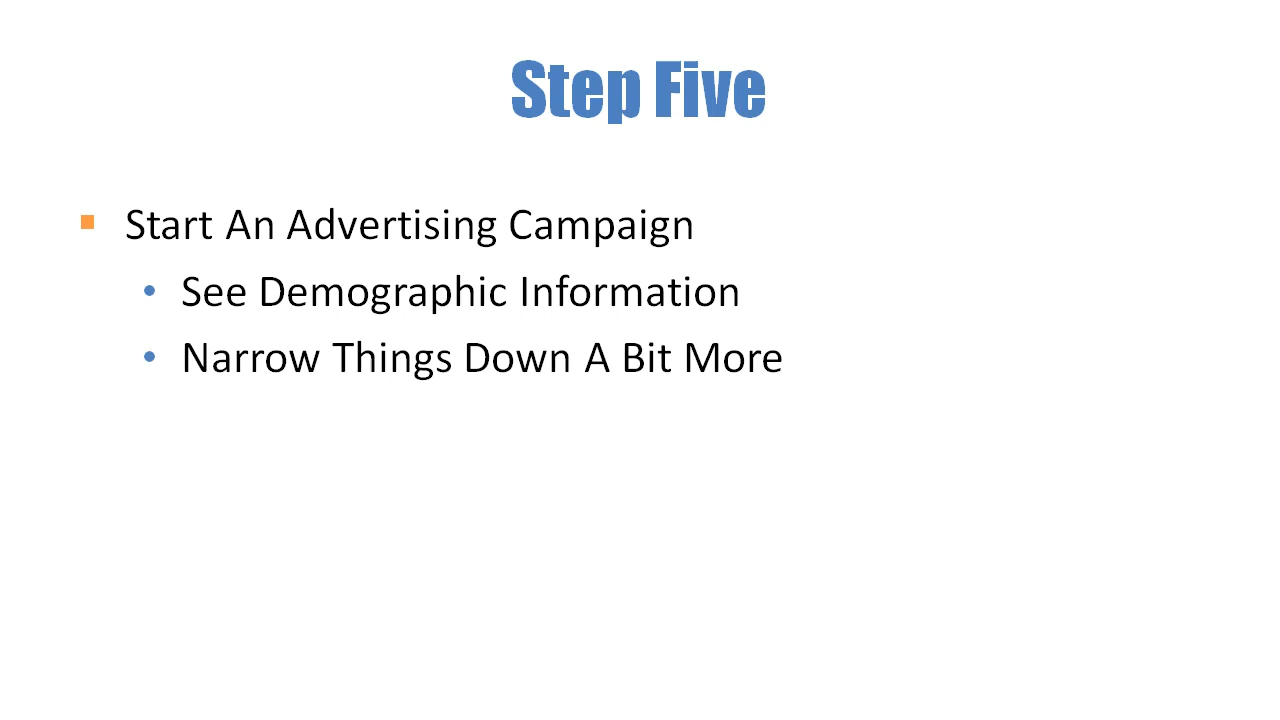 Step Five
Start An Advertising Campaign
See Demographic Information
Narrow Things Down A Bit More